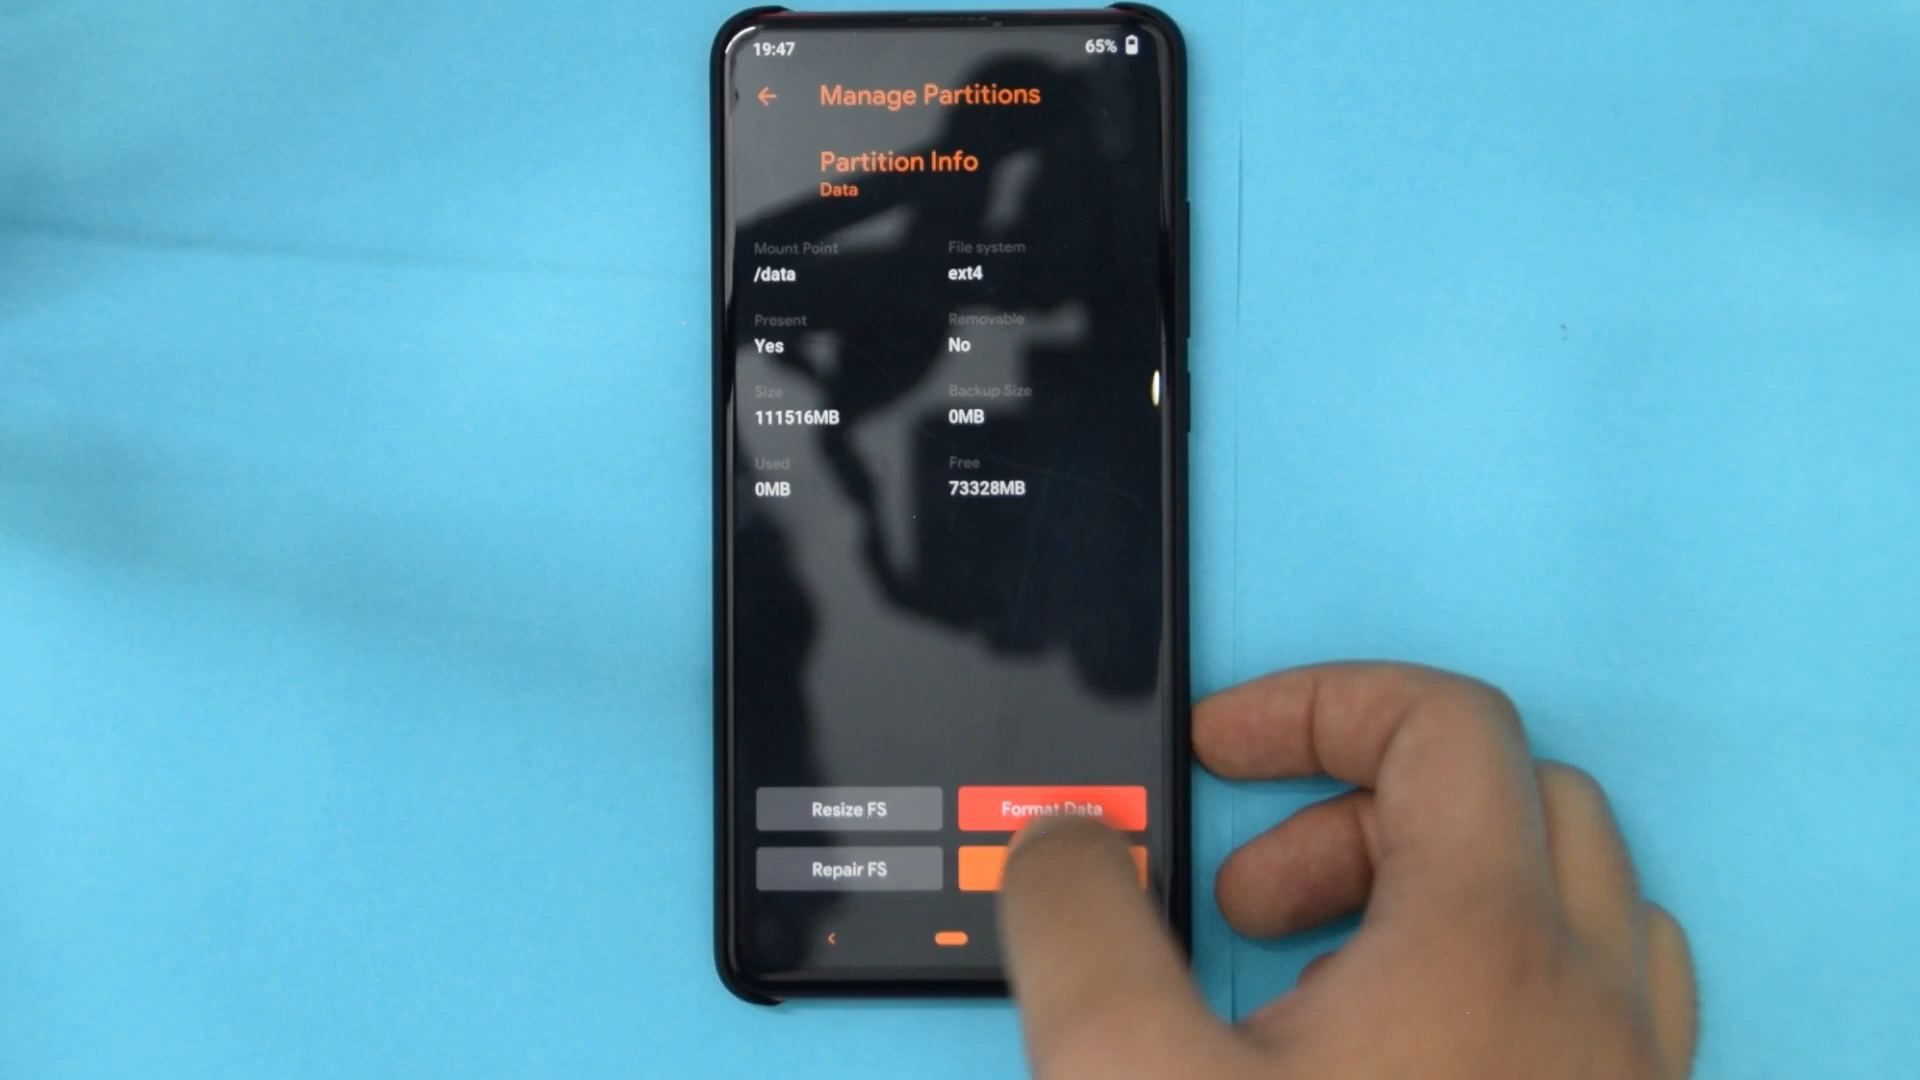 19:47 65%
Manage Partitions
Partition Info
Data
Mount Point File system
/data ext4
Present Removable
Yes No
Size Backup Size
111516MB 0MB
Used Free
0MB 73328MB
Resize FS Format Data
Repair FS